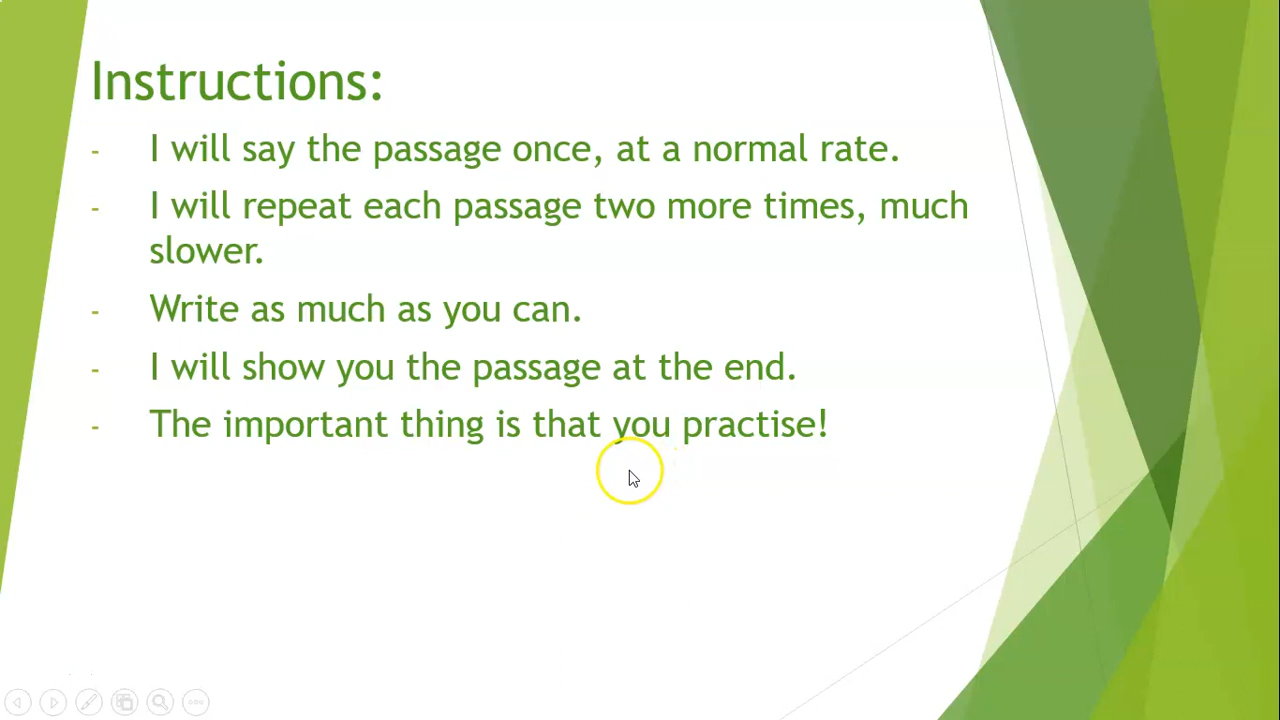 Instructions:
- I will say the passage once, at a normal rate.
- I will repeat each passage two more times, much
slower.
- Write as much as you can.
- I will show you the passage at the end.
- The important thing is that you practise!